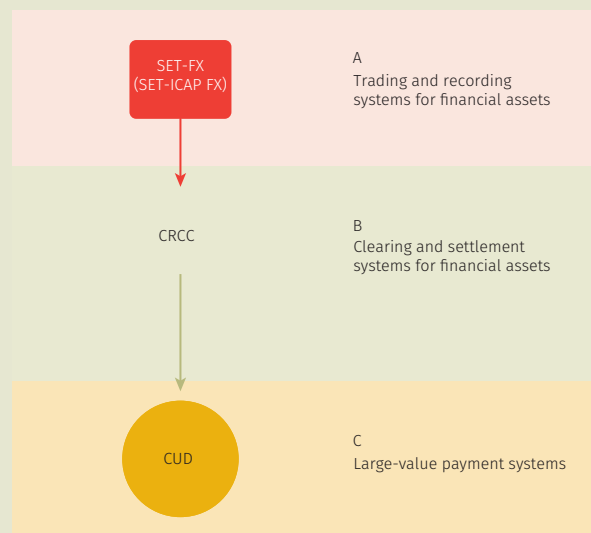 SET-FX
(SET-ICAP FX)
A
Trading and recording
systems for financial assets
CRCC
B
Clearing and settlement
systems for financial assets
CUD
C
Large-value payment systems